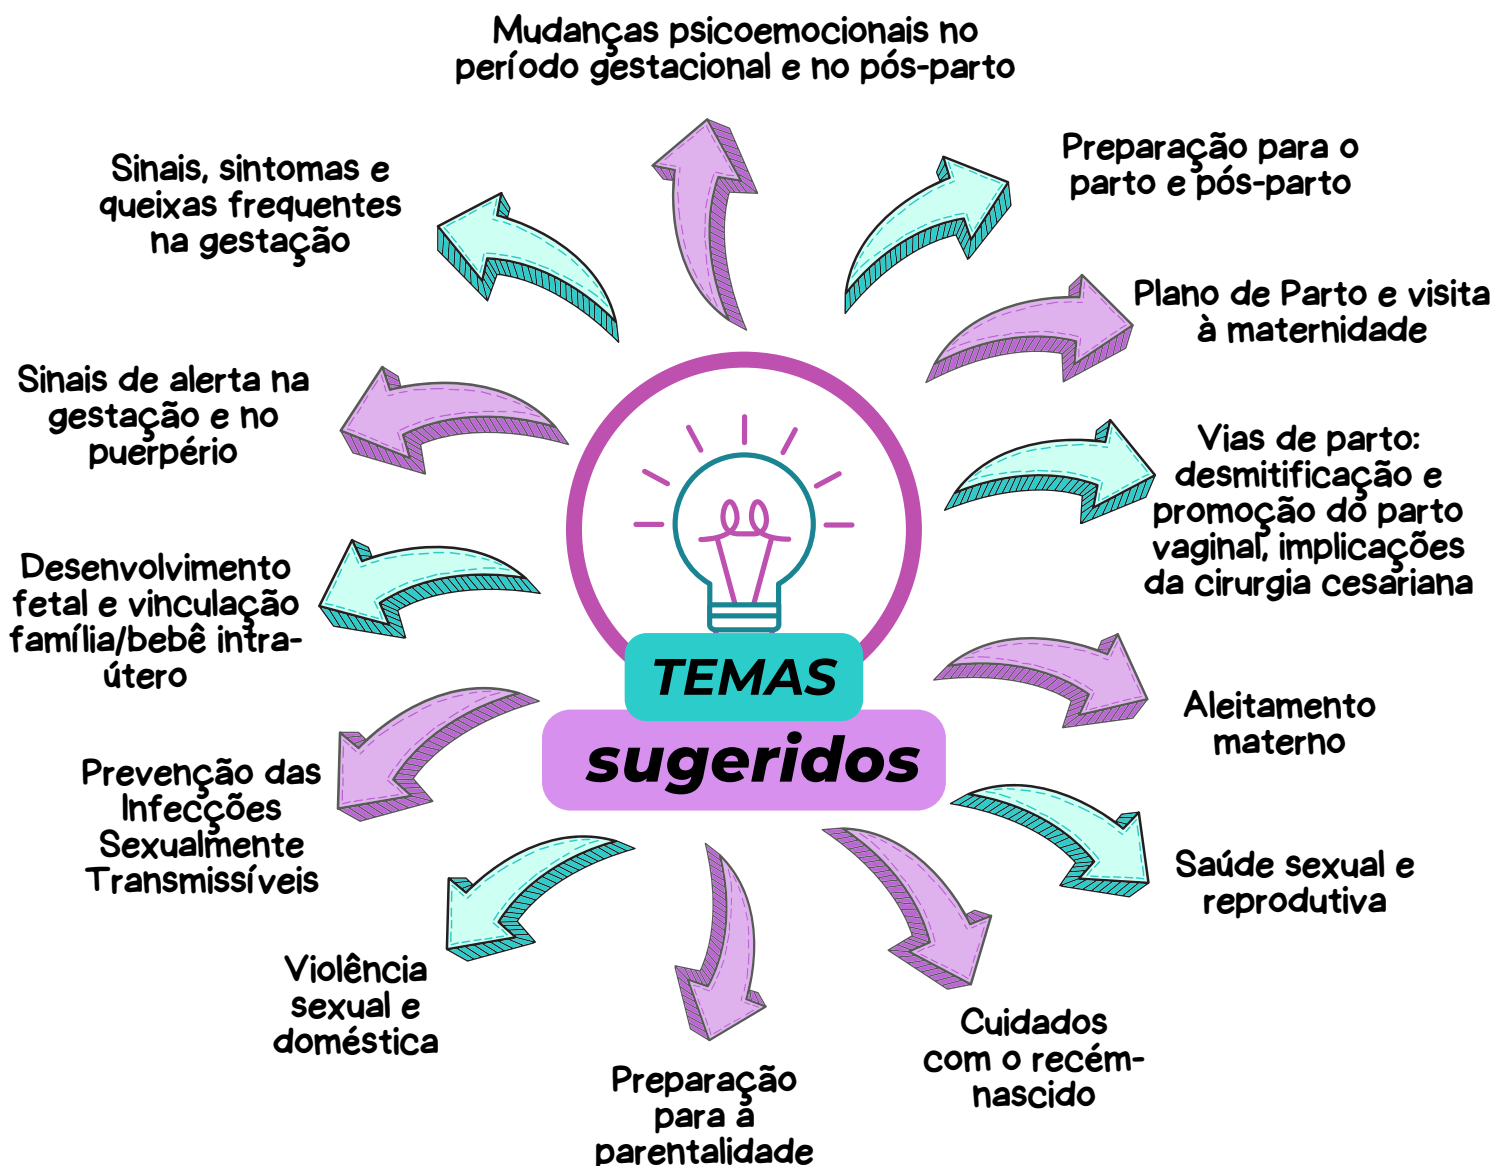 Mudanças psicoemocionais no
período gestacional e no pós-parto
Preparação para o
parto e pós-parto
Plano de Parto e visita
à maternidade
Vias de parto:
desmitificação e
promoção do parto
vaginal, implicações
da cirurgia cesariana
Aleitamento
materno
Saúde sexual e
reprodutiva
Cuidados
com o recém-
nascido
Preparação
para a
parentalidade
Violência
sexual e
doméstica
Prevenção das
Infecções
Sexualmente
Transmissíveis
Desenvolvimento
fetal e vinculação
família/bebê intra-
útero
Sinais de alerta na
gestação e no
puerpério
Sinais, sintomas e
queixas frequentes
na gestação
TEMAS
sugeridos